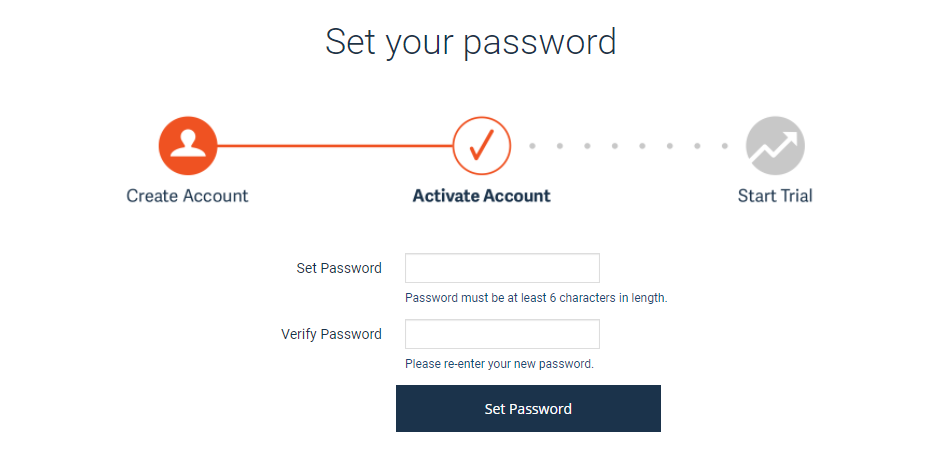 Set your password
Create Account
Activate Account
Start Trial
Set Password
Password must be at least 6 characters in length.
Verify Password
Please re-enter your new password.
Set Password